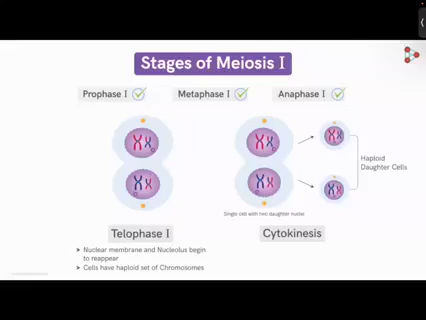 Stages of Meiosis I
Prophase I
Metaphase I
Anaphase I
Haploid
Daughter Cells
Single cell with two daughter nuclei
Telophase I
Cytokinesis
➤ Nuclear membrane and Nucleolus begin
to reappear
➤ Cells have haploid set of Chromosomes